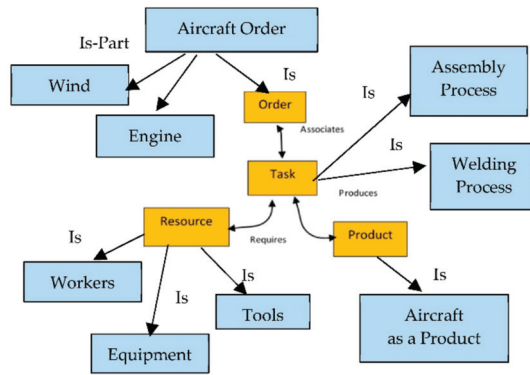 Aircraft Order
Is-Part
Wind
Is
Assembly
Process
Is
Order
Engine
Associates
Is
Welding
Process
Task
Produces
Resource
Is
Requires
Product
Workers
Is
Is
Is
Tools
Aircraft
as a Product
Equipment